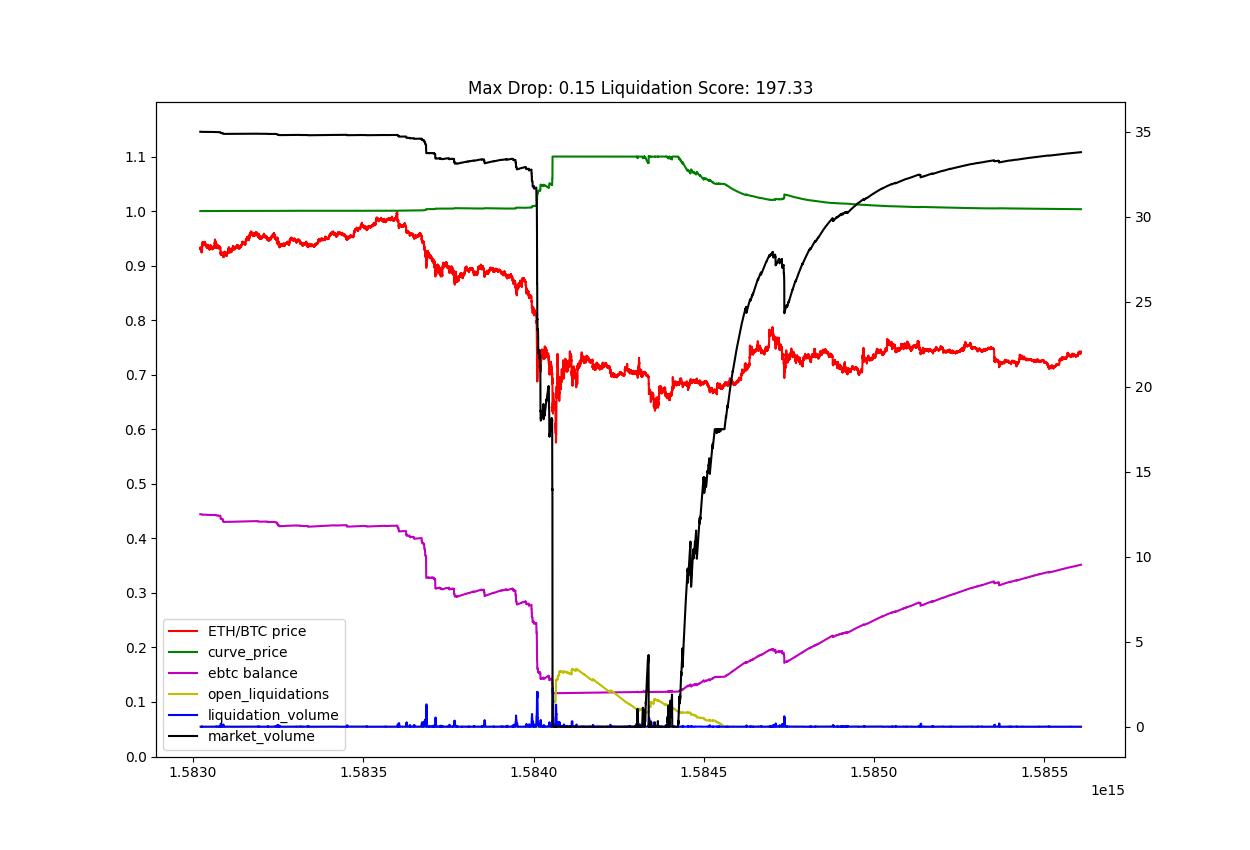 Max Drop: 0.15 Liquidation Score: 197.33
1.1
1.0
0.9
0.8
0.7
0.6
0.5
0.4
0.3
0.2
0.1
0.0
35
30
25
20
15
10
5
0
ETH/BTC price
curve_price
ebtc balance
open_liquidations
liquidation_volume
market_volume
1.5830 1.5835 1.5840 1.5845 1.5850 1.5855
1e15